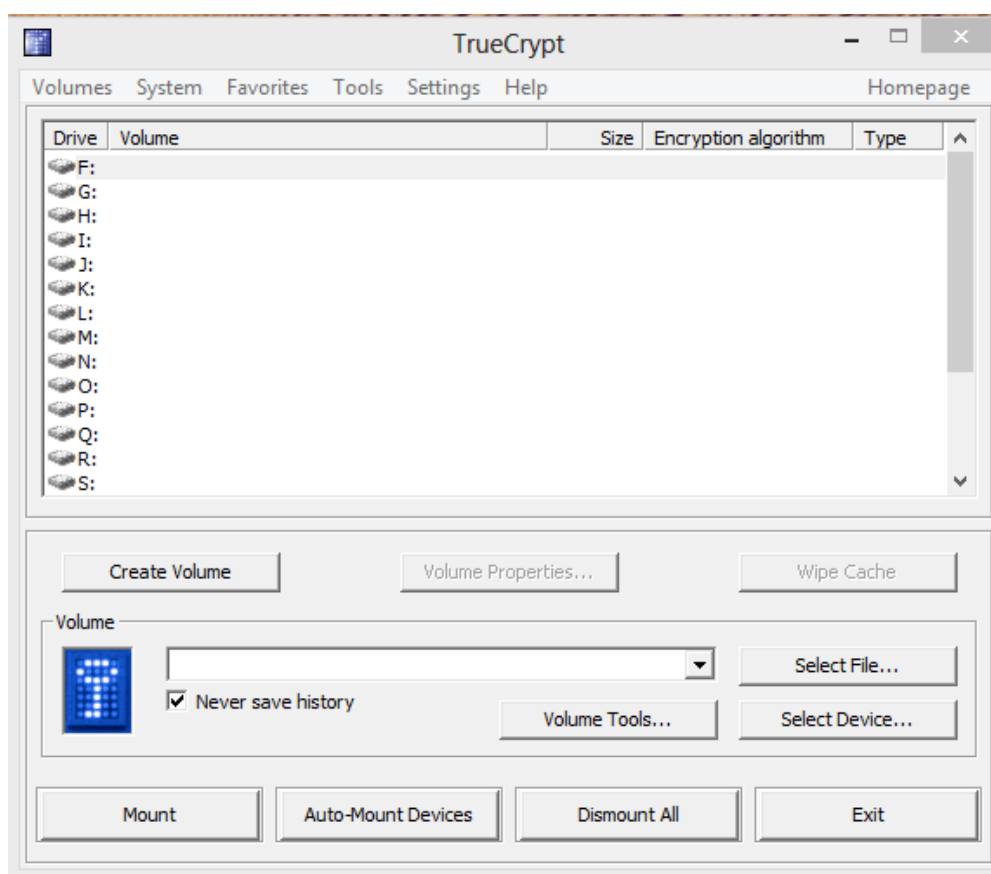 TrueCrypt
Volumes System Favorites Tools Settings Help Homepage
Drive Volume Size Encryption algorithm Type
F:
G:
H:
I:
J:
K:
L:
M:
N:
O:
P:
Q:
R:
S:
Create Volume Volume Properties... Wipe Cache
Volume
Select File...
Never save history
Volume Tools... Select Device...
Mount Auto-Mount Devices Dismount All Exit